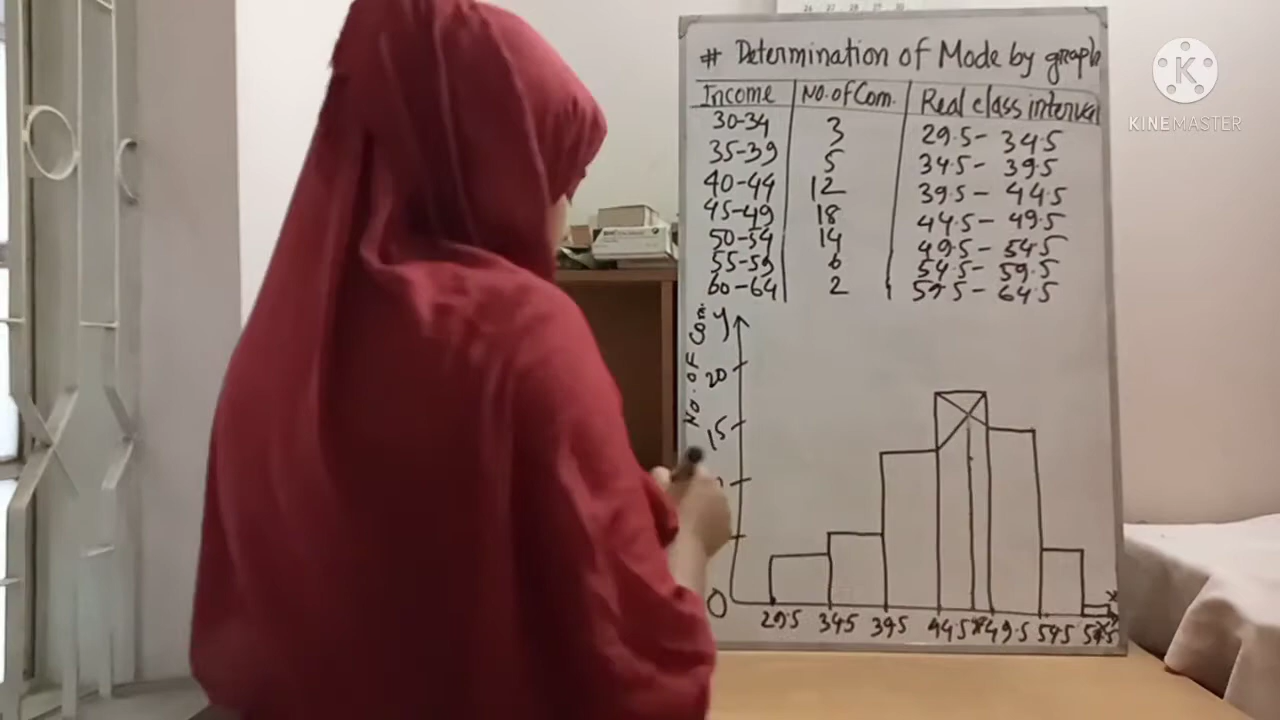 # Determination of Mode by graph
Income No. of Com. Real class interval
30-34 3 29.5- 34.5
35-39 5 34.5- 39.5
40-44 12 39.5- 44.5
45-49 18 44.5- 49.5
50-54 14 49.5- 54.5
55-59 6 54.5- 59.5
60-64 2 59.5- 64.5
Y
No. of
20
15
0
29.5 34.5 39.5 44.5 49.5 54.5
K
KINEMASTER